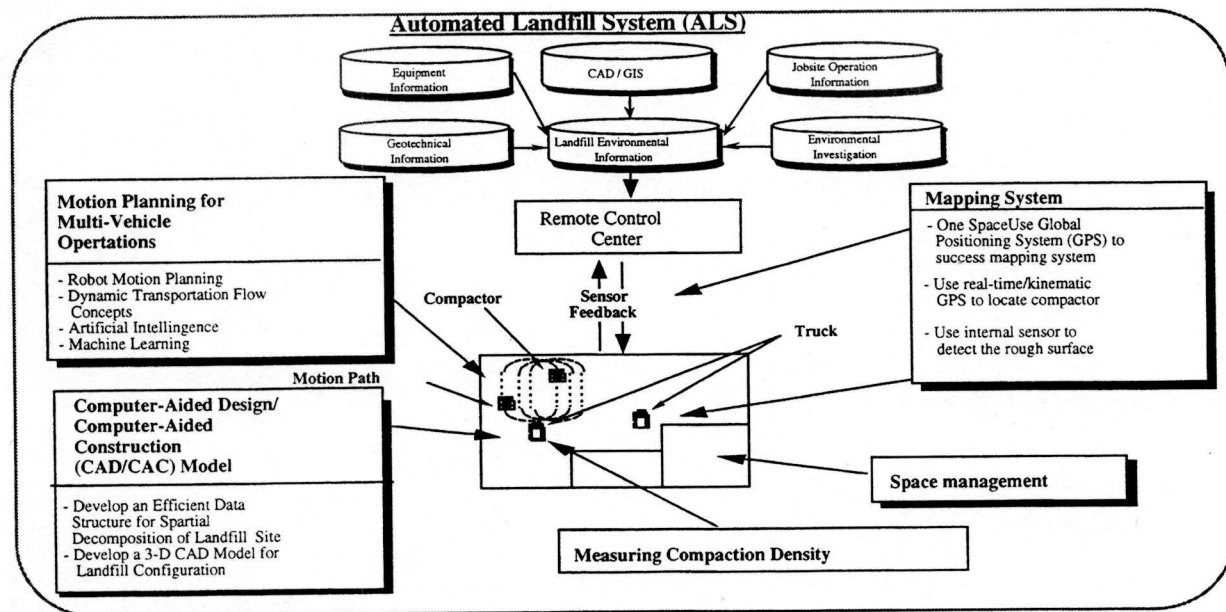 Automated Landfill System (ALS)
Equipment
Information
CAD / GIS
Jobsite Operation
Information
Geotechnical
Information
Landfill Environmental
Information
Environmental
Investigation
Remote Control
Center
Motion Planning for
Multi-Vehicle
Opertations
- Robot Motion Planning
- Dynamic Transportation Flow
Concepts
- Artificial Intellingence
- Machine Learning
Mapping System
- One SpaceUse Global
Positioning System (GPS) to
success mapping system
- Use real-time/kinematic
GPS to locate compactor
- Use internal sensor to
detect the rough surface
Compactor
Sensor
Feedback
Truck
Motion Path
Computer-Aided Design/
Computer-Aided
Construction
(CAD/CAC) Model
- Develop an Efficient Data
Structure for Spartial
Decomposition of Landfill Site
- Develop a 3-D CAD Model for
Landfill Configuration
Space management
Measuring Compaction Density